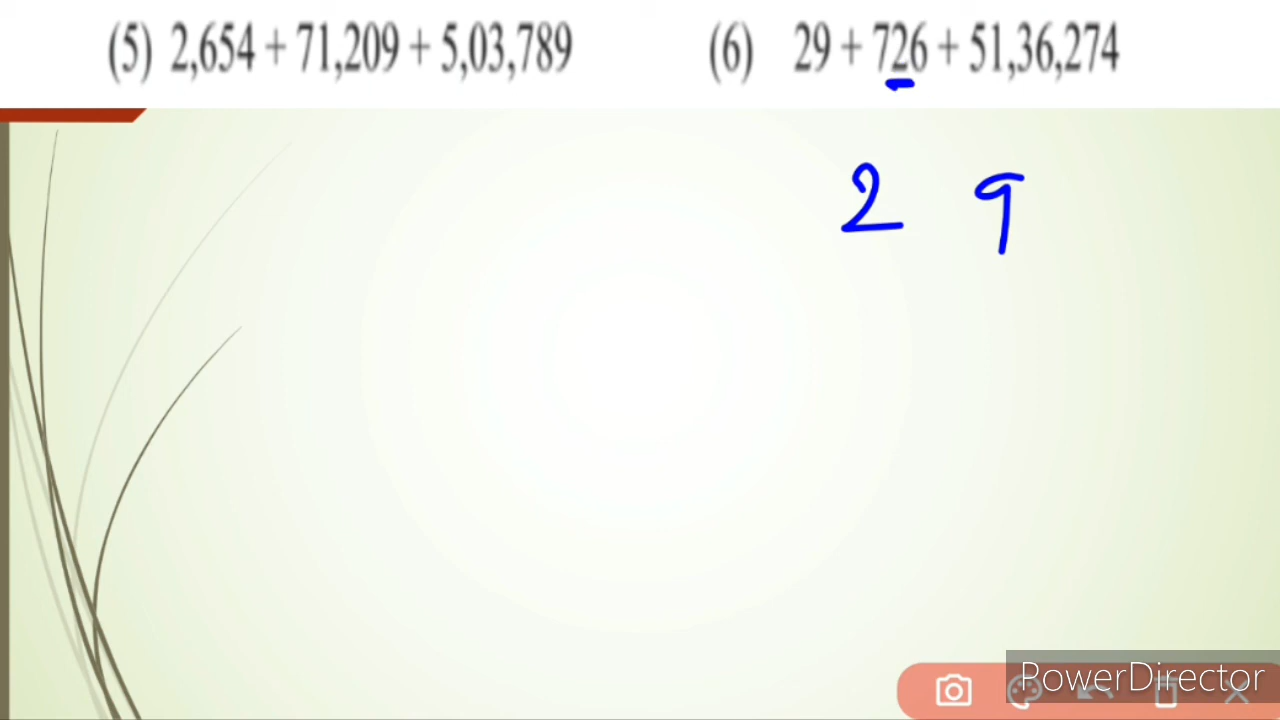 (5) 2,654 + 71,209 + 5,03,789 (6) 29 + 726 + 51,36,274
2 9
PowerDirector